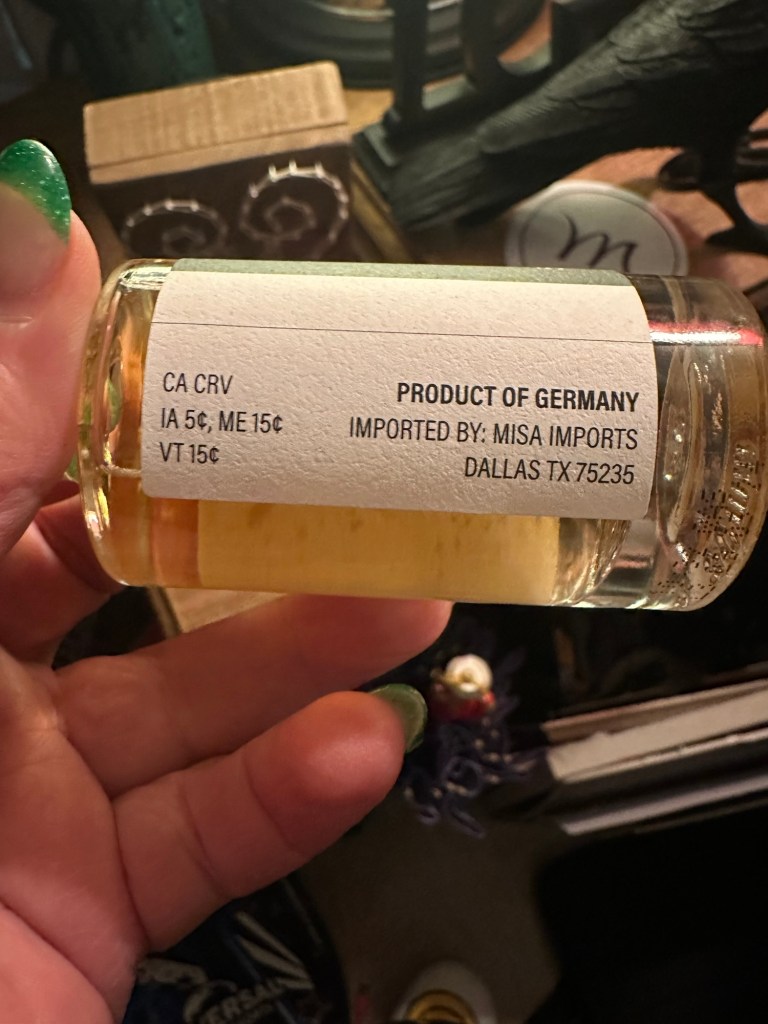 m
CA CRV
IA 5¢, ME 15¢
VT 15¢
PRODUCT OF GERMANY
IMPORTED BY: MISA IMPORTS
DALLAS TX 75235